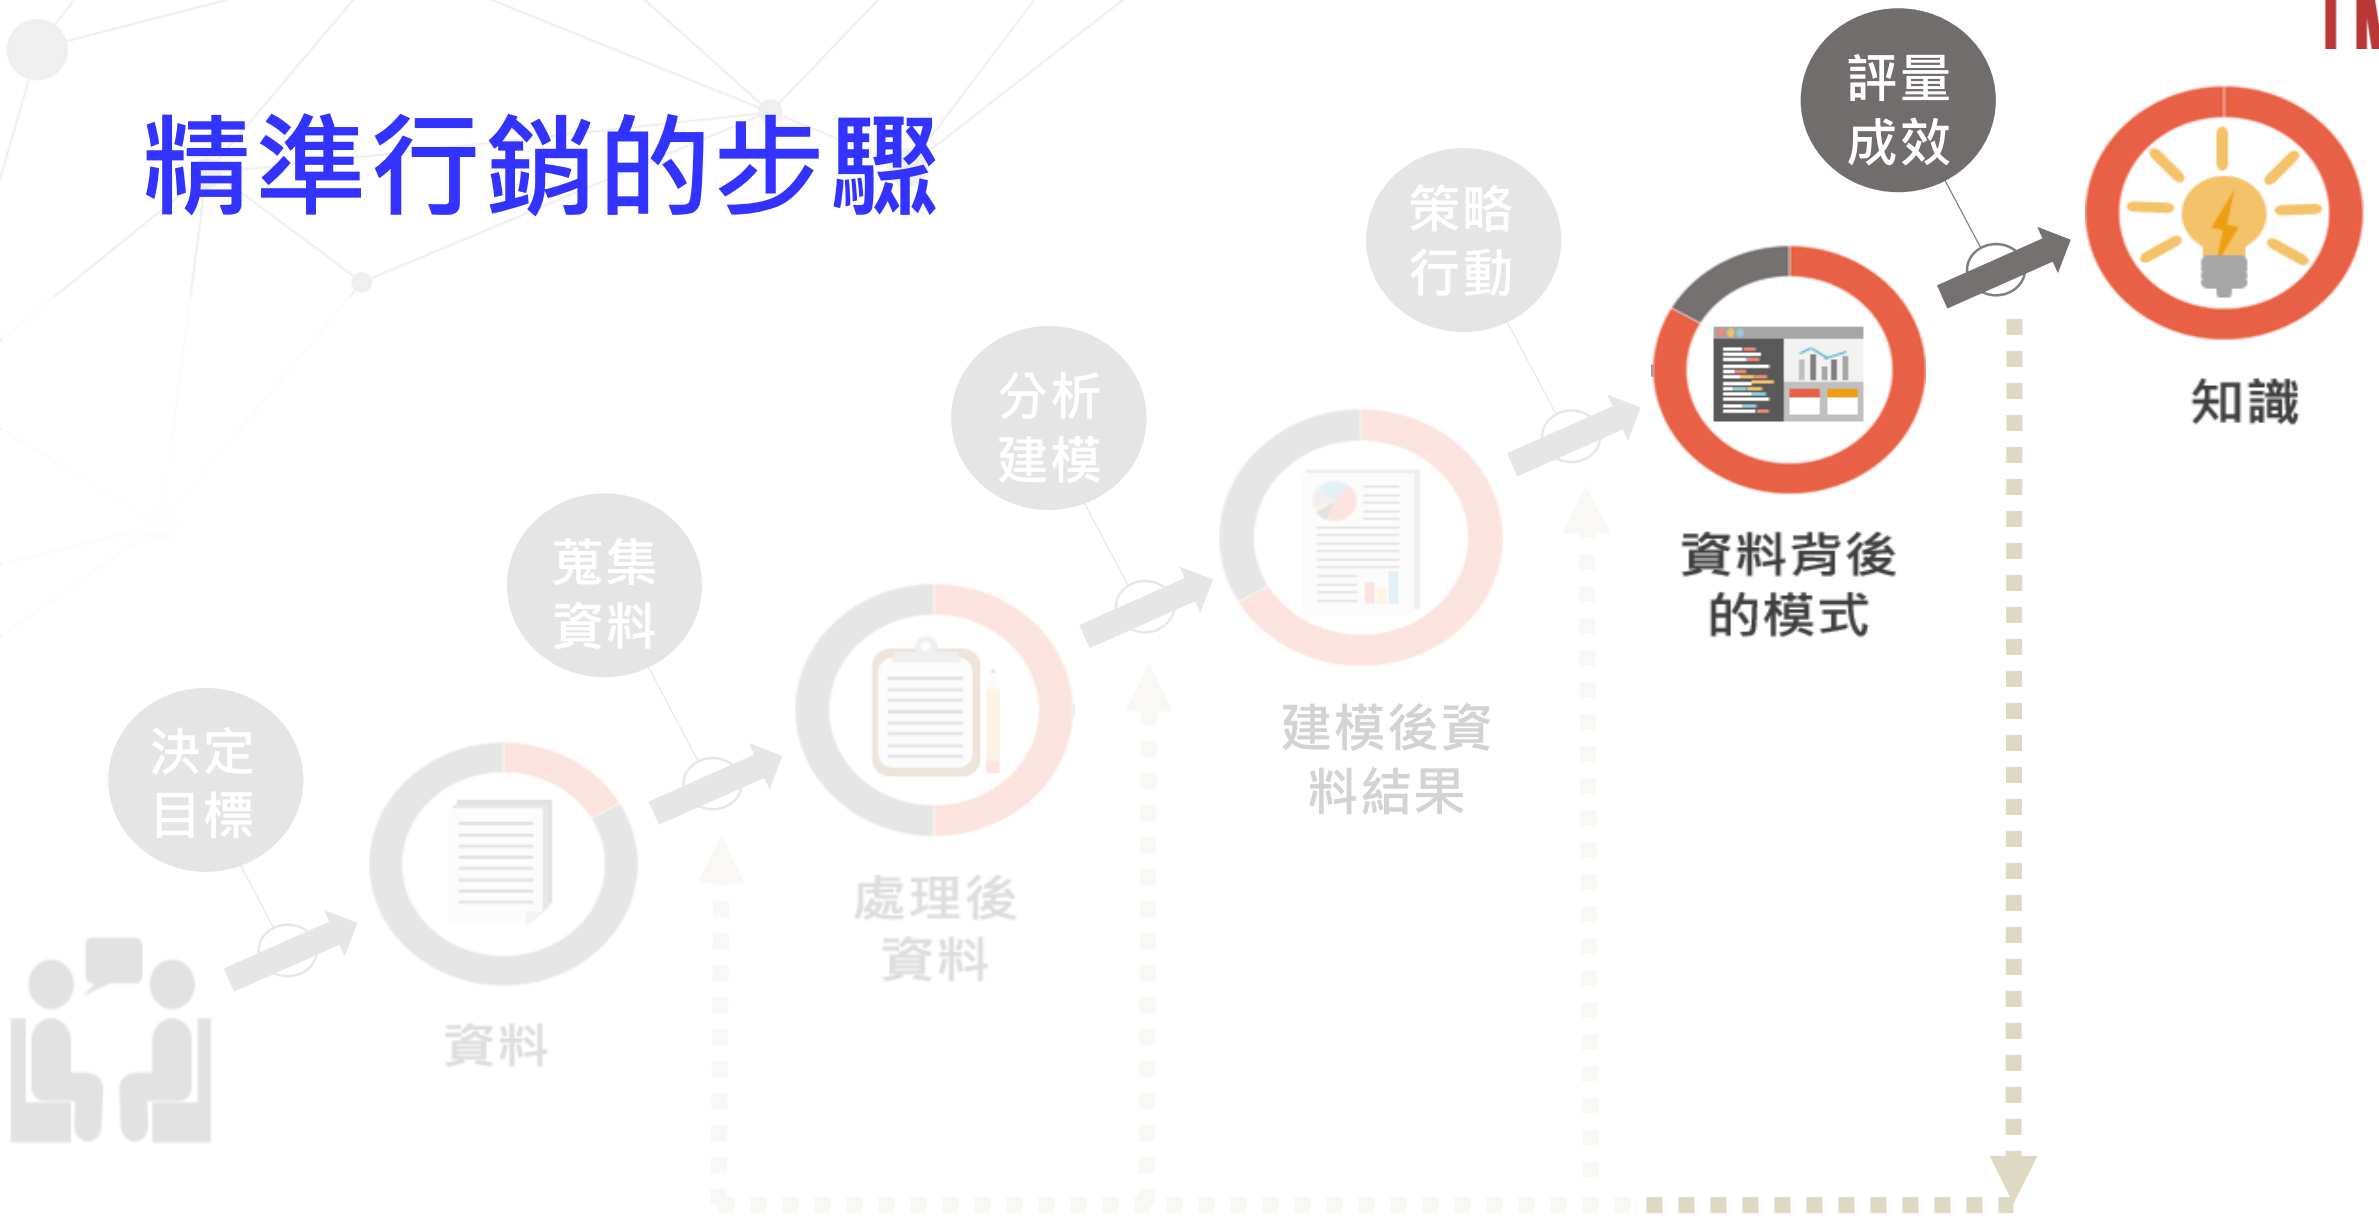 精準行銷的步驟
決定
目標
資料
蒐集
資料
處理後
資料
分析
建模
建模後資
料結果
策略
行動
資料背後
的模式
評量
成效
知識